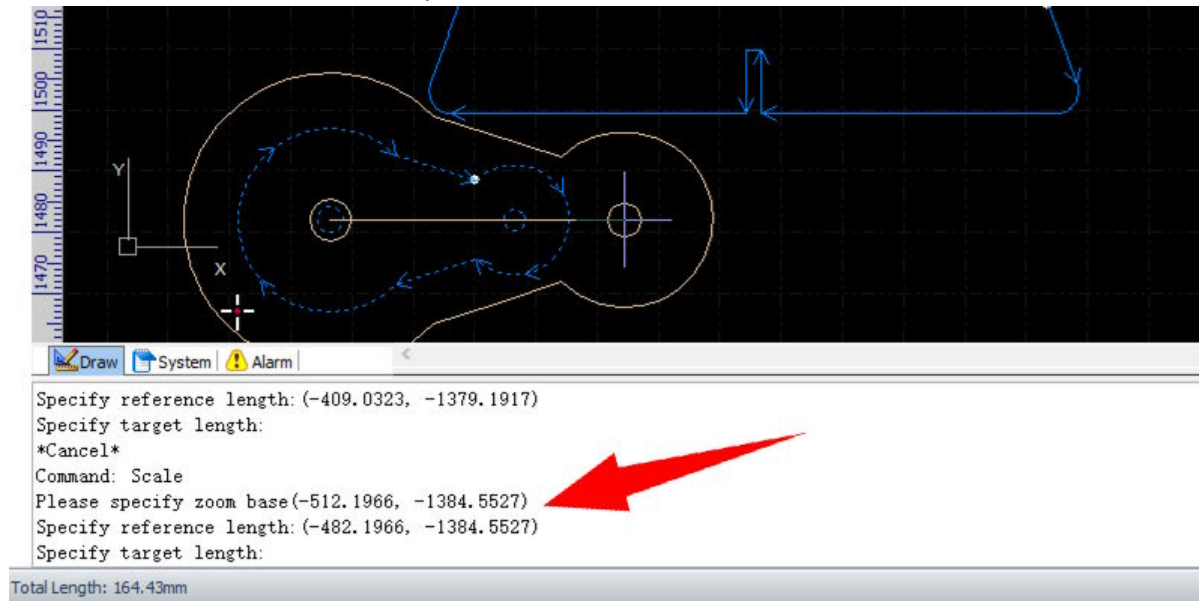 1510
1500
1490
1480
1470
Y
X
Draw System Alarm
Specify reference length:(-409.0323, -1379.1917)
Specify target length:
*Cancel*
Command: Scale
Please specify zoom base(-512.1966, -1384.5527)
Specify reference length:(-482.1966, -1384.5527)
Specify target length:
Total Length: 164.43mm